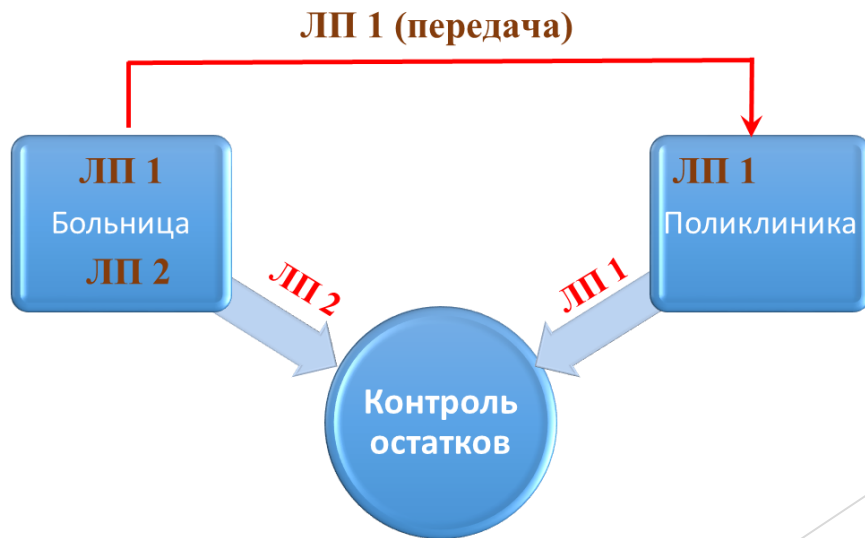 ЛП 1 (передача)
ЛП 1
Больница
ЛП 2
ЛП 1
Поликлиника
ЛП 2
ЛП 1
Контроль
остатков